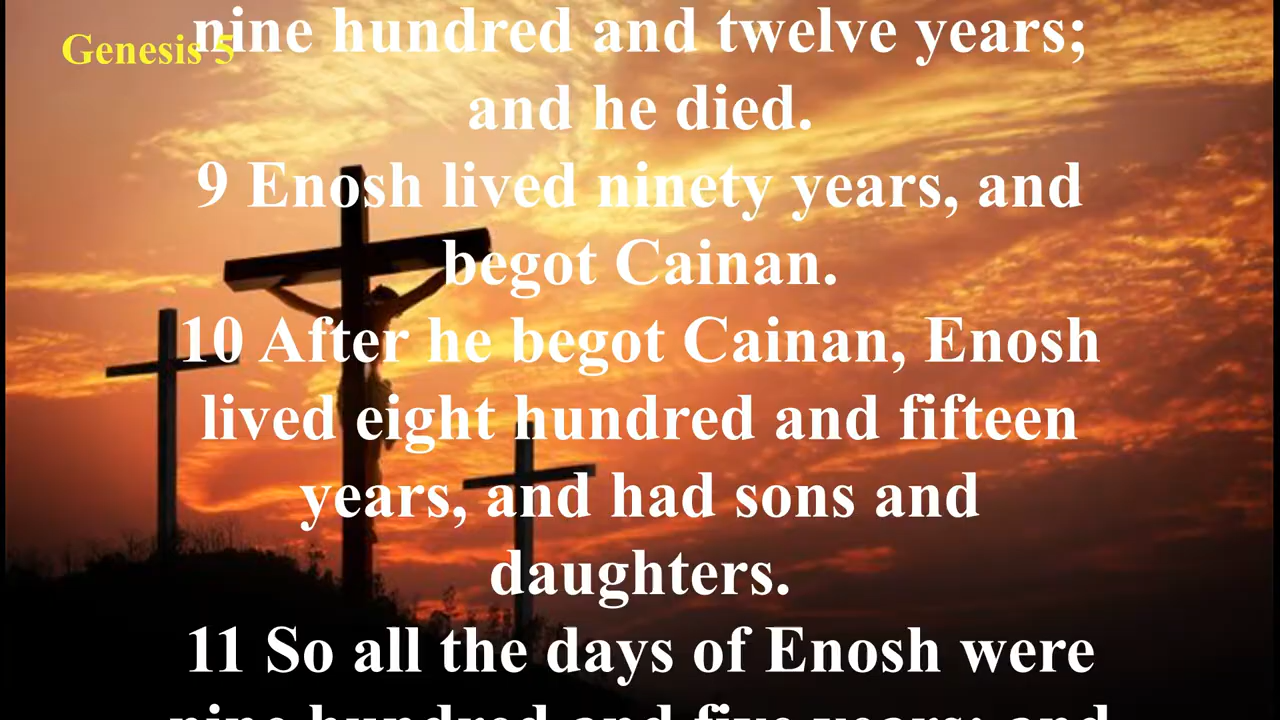 Genesis 5
nine hundred and twelve years;
and he died.
9 Enosh lived ninety years, and
begot Cainan.
10 After he begot Cainan, Enosh
lived eight hundred and fifteen
years, and had sons and
daughters.
11 So all the days of Enosh were
nine hundred and five years; and